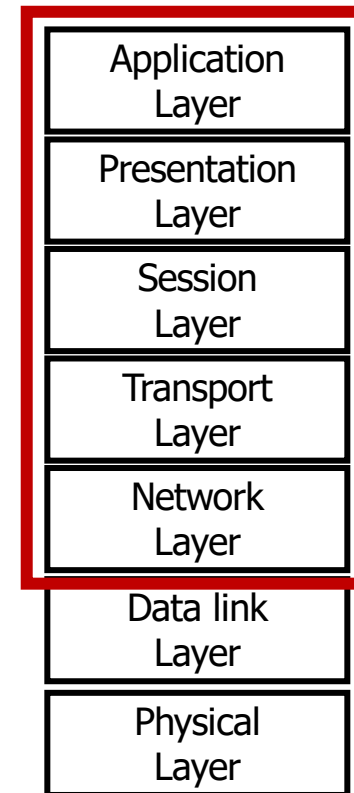 Application
Layer
Presentation
Layer
Session
Layer
Transport
Layer
Network
Layer
Data link
Layer
Physical
Layer